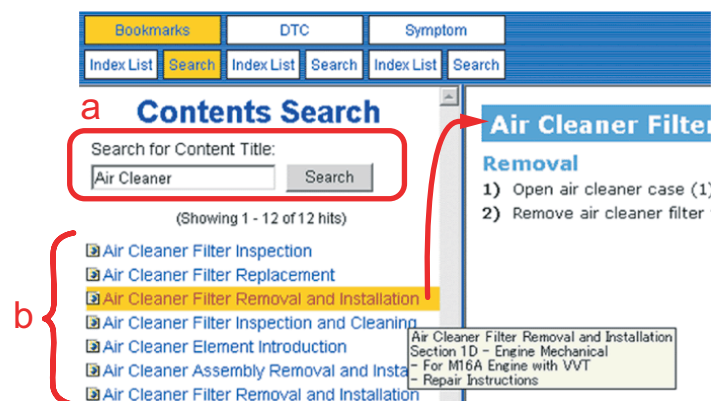 Bookmarks DTC Symptom
Index List Search Index List Search Index List Search
a
Contents Search
Search for Content Title:
Air Cleaner Search
(Showing 1 - 12 of 12 hits)
b
Air Cleaner Filter Inspection
Air Cleaner Filter Replacement
Air Cleaner Filter Removal and Installation
Air Cleaner Filter Inspection and Cleaning
Air Cleaner Element Introduction
Air Cleaner Assembly Removal and Insta
Air Cleaner Filter Removal and Installation
Air Cleaner Filter
Removal
1) Open air cleaner case (1)
2) Remove air cleaner filter
Air Cleaner Filter Removal and Installation
Section 1D - Engine Mechanical
- For M16A Engine with VVT
- Repair Instructions